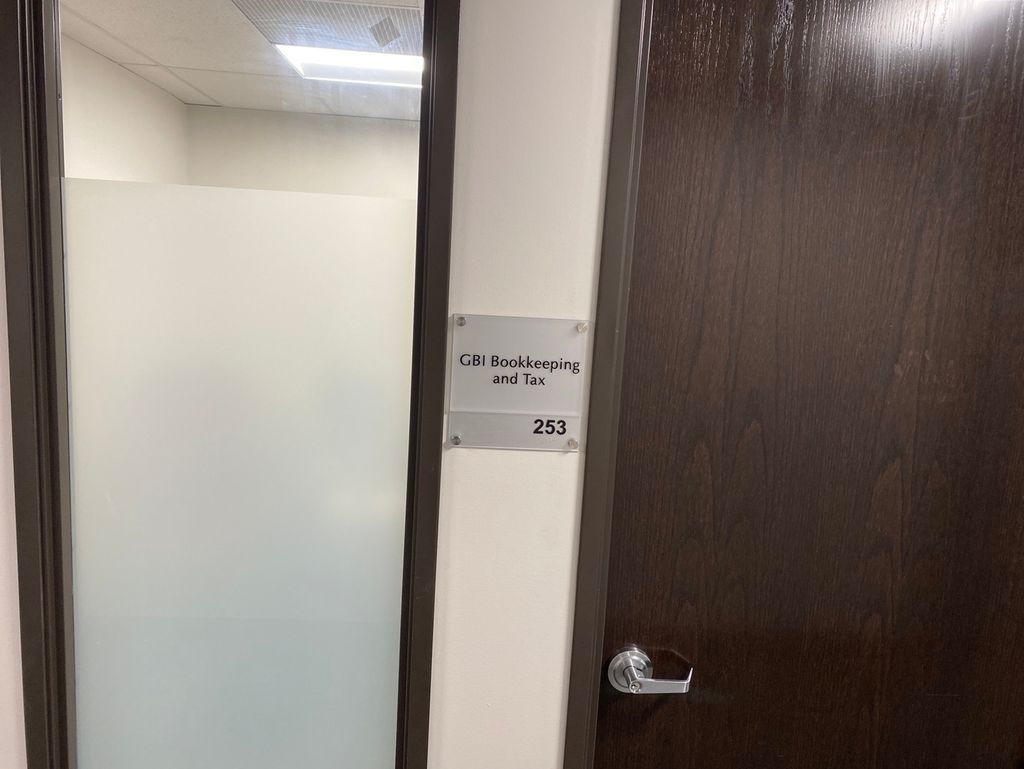 GBI Bookkeeping
and Tax
253